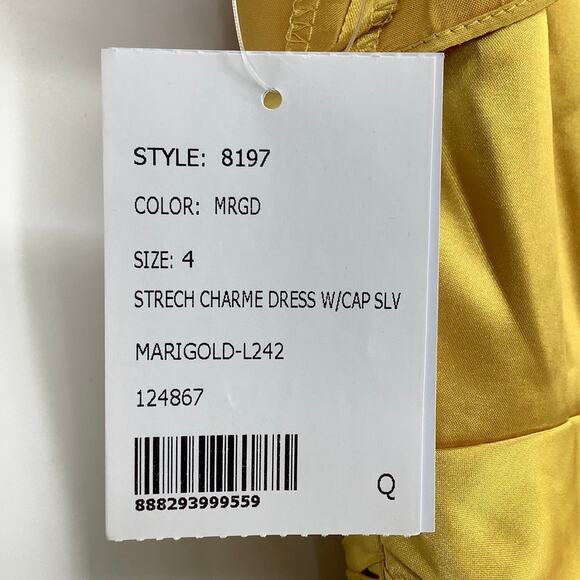 STYLE: 8197
COLOR: MRGD
SIZE: 4
STRECH CHARME DRESS W/CAP SLV
MARIGOLD-L242
124867
888293999559
Q